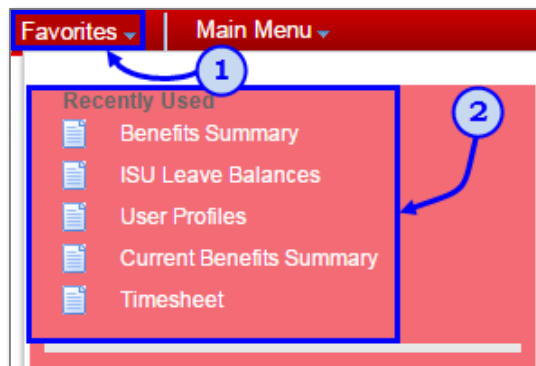 Favorites Main Menu
1
Recently Used
2
Benefits Summary
ISU Leave Balances
User Profiles
Current Benefits Summary
Timesheet